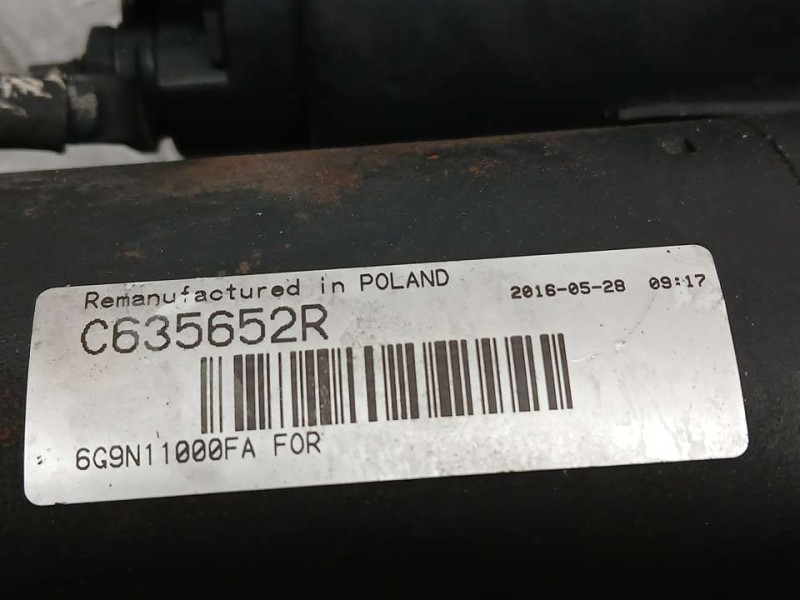 Remanufactured in POLAND 2016-05-28 09:17
C635652R
6G9N11000FA FOR